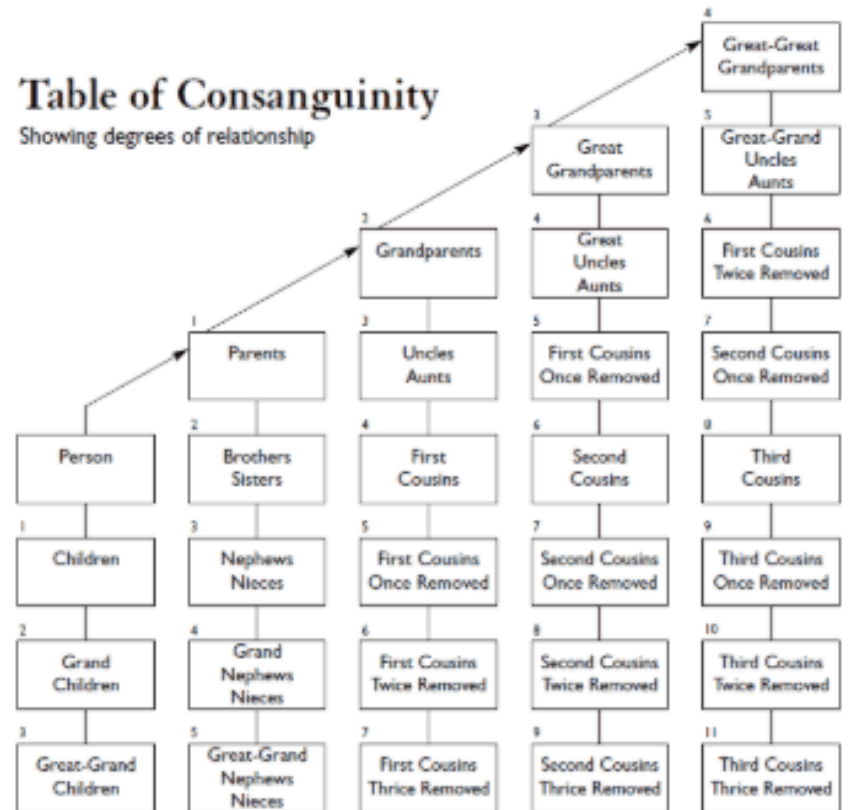 Table of Consanguinity
Showing degrees of relationship
4
Great-Great
Grandparents
3
Great
Grandparents
5
Great-Grand
Uncles
Aunts
2
Grandparents
4
Great
Uncles
Aunts
6
First Cousins
Twice Removed
1
Parents
3
Uncles
Aunts
5
First Cousins
Once Removed
7
Second Cousins
Once Removed
Person
2
Brothers
Sisters
4
First
Cousins
6
Second
Cousins
8
Third
Cousins
1
Children
3
Nephews
Nieces
5
First Cousins
Once Removed
7
Second Cousins
Once Removed
9
Third Cousins
Once Removed
2
Grand
Children
4
Grand
Nephews
Nieces
6
First Cousins
Twice Removed
8
Second Cousins
Twice Removed
10
Third Cousins
Twice Removed
3
Great-Grand
Children
5
Great-Grand
Nephews
Nieces
7
First Cousins
Thrice Removed
9
Second Cousins
Thrice Removed
11
Third Cousins
Thrice Removed